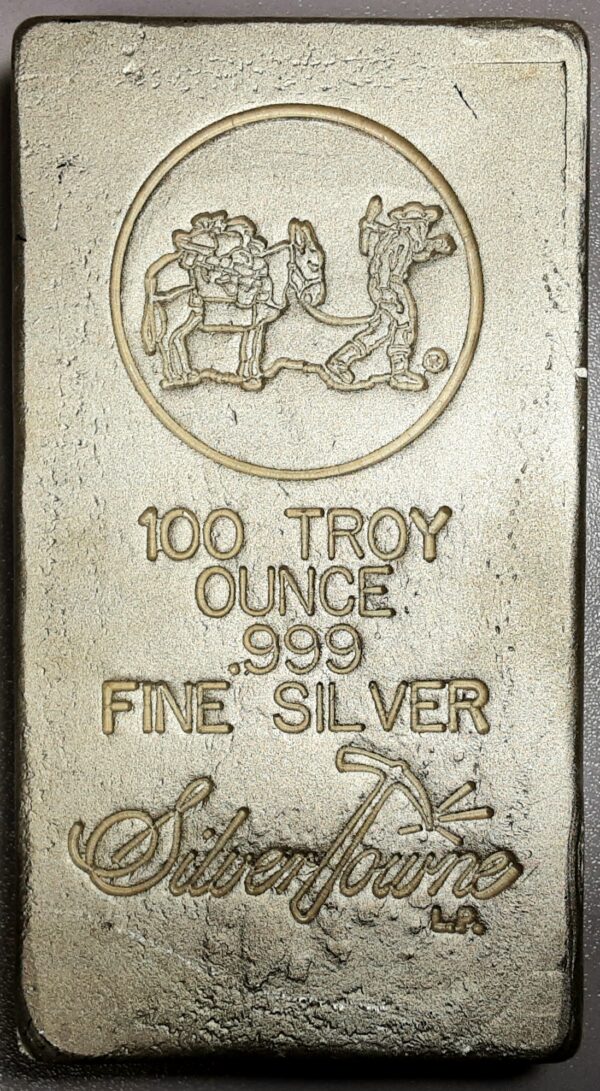 ®
100 TROY
OUNCE
.999
FINE SILVER
SilverTowne
L.P.